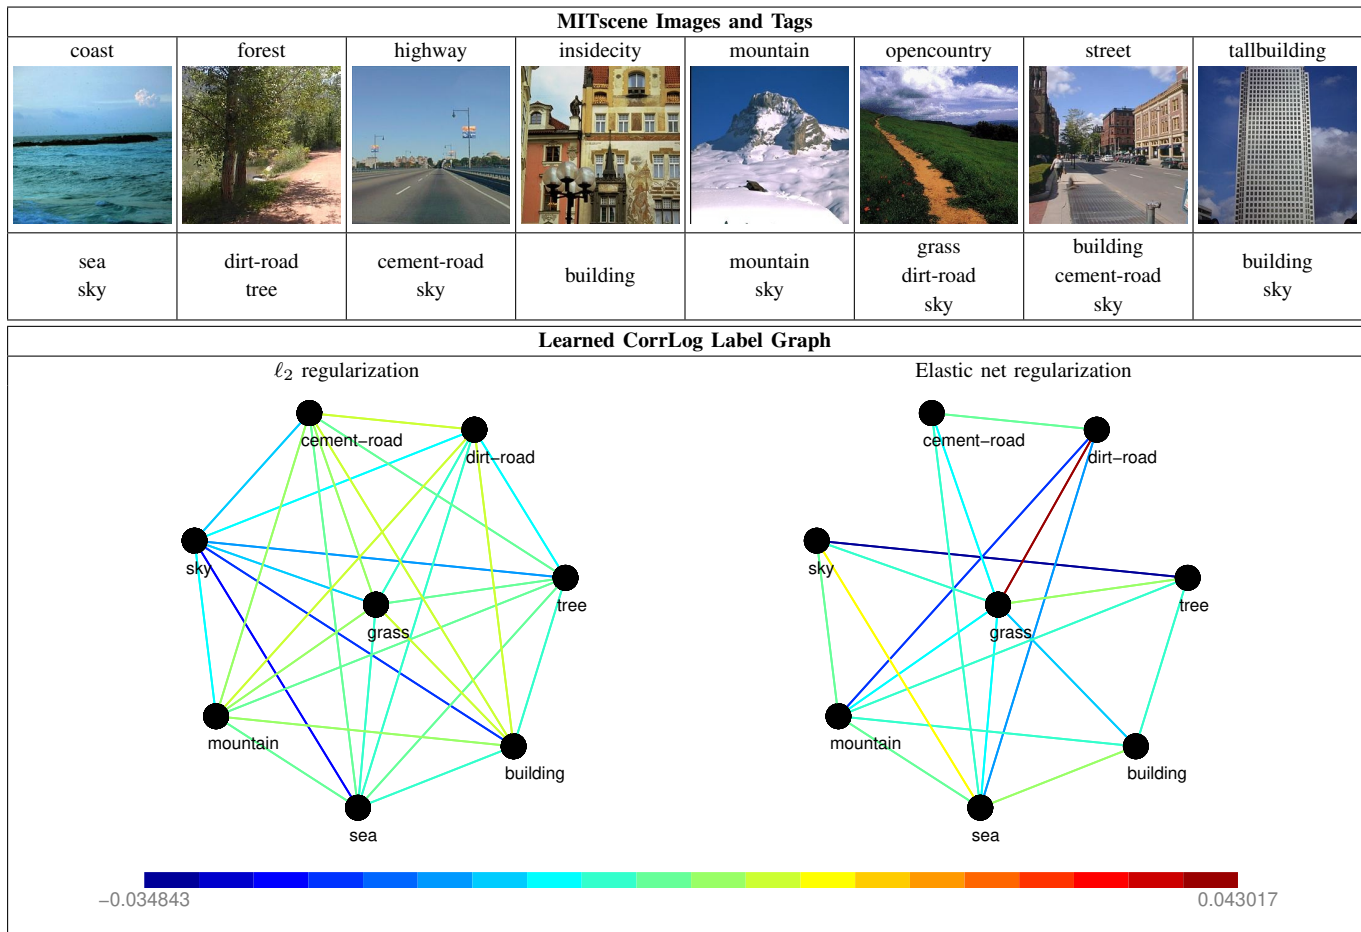 MITscene Images and Tags
coast forest highway insidecity mountain opencountry street tallbuilding
sea
sky
dirt-road
tree
cement-road
sky
building
mountain
sky
grass
dirt-road
sky
building
cement-road
sky
building
sky
Learned CorrLog Label Graph
ℓ2 regularization
cement−road
dirt−road
sky
tree
grass
mountain
building
sea
Elastic net regularization
cement−road
dirt−road
sky
tree
grass
mountain
building
sea
−0.034843 0.043017